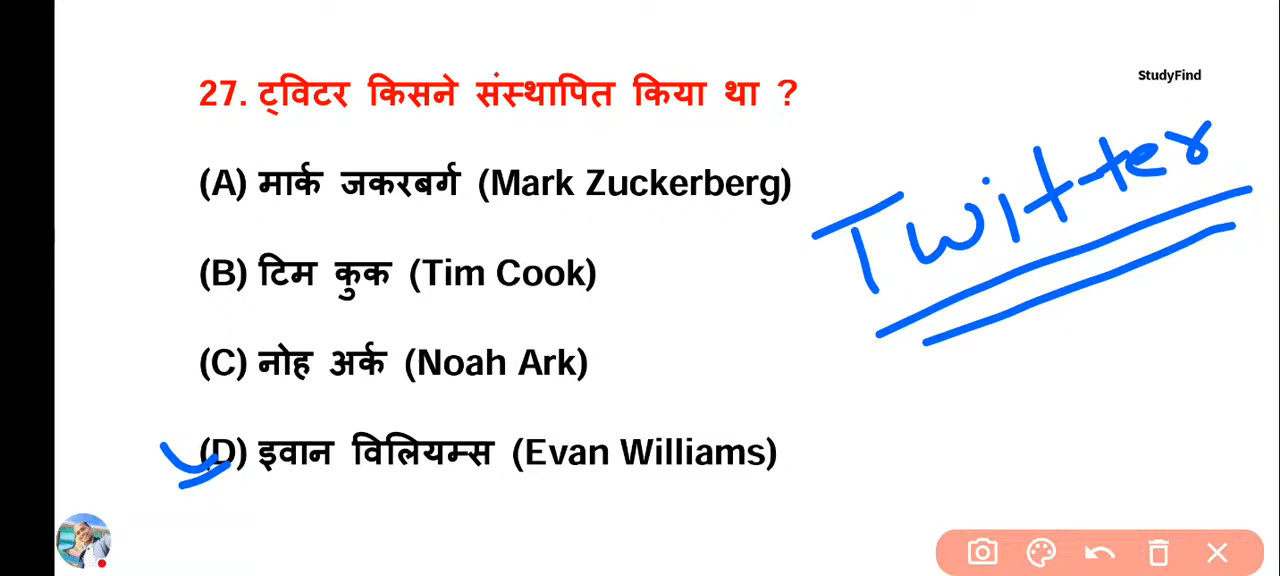 StudyFind
27. ट्विटर किसने संस्थापित किया था ?
(A) मार्क जकरबर्ग (Mark Zuckerberg)
Twitter
(B) टिम कुक (Tim Cook)
(C) नोह अर्क (Noah Ark)
(D) इवान विलियम्स (Evan Williams)